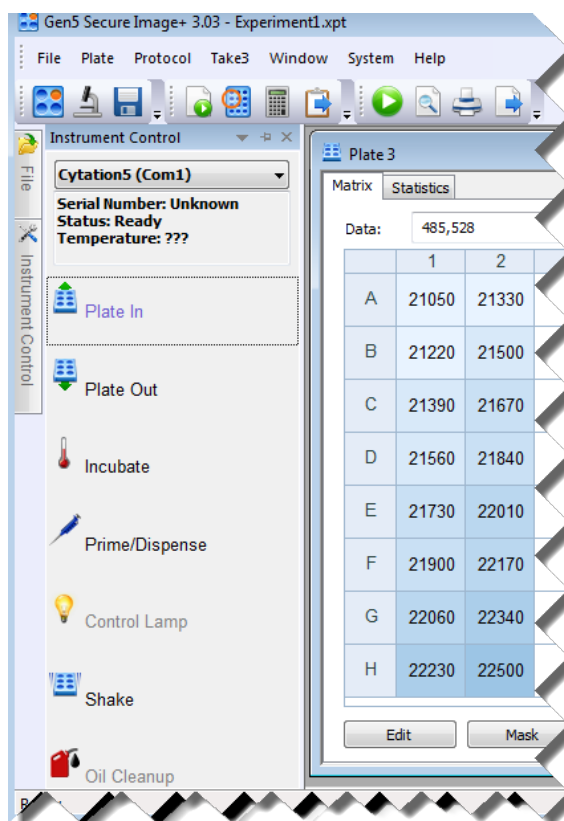 Gen5 Secure Image+ 3.03 - Experiment1.xpt
File Plate Protocol Take3 Window System Help
Instrument Control
File
Instrument Control
Cytation5 (Com1)
Serial Number: Unknown
Status: Ready
Temperature: ???
Plate In
Plate Out
Incubate
Prime/Dispense
Control Lamp
Shake
Oil Cleanup
Plate 3
Matrix Statistics
Data: 485,528
1 2
A 21050 21330
B 21220 21500
C 21390 21670
D 21560 21840
E 21730 22010
F 21900 22170
G 22060 22340
H 22230 22500
Edit Mask